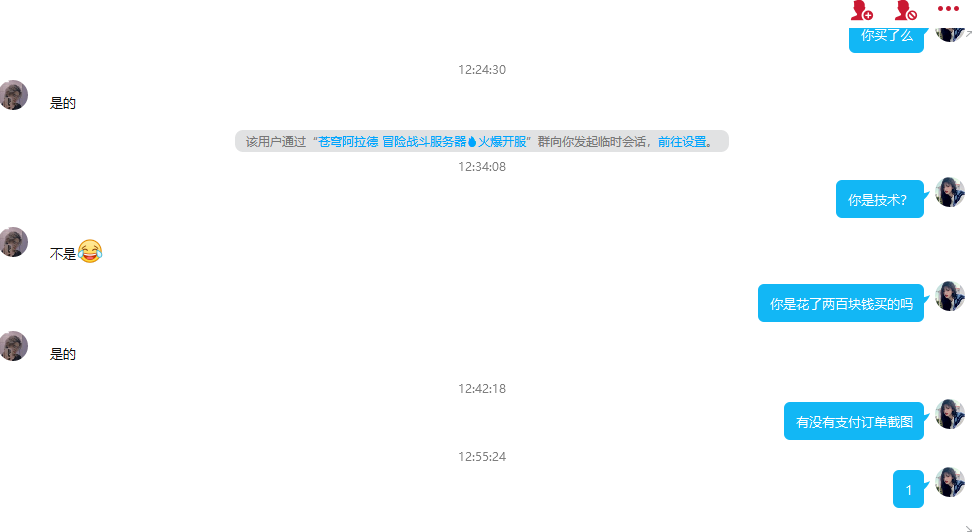 你买了么
12:24:30
是的
该用户通过“苍穹阿拉德 冒险战斗服务器火爆开服”群向你发起临时会话，前往设置。
12:34:08
你是技术？
不是
你是花了两百块钱买的吗
是的
12:42:18
有没有支付订单截图
12:55:24
1